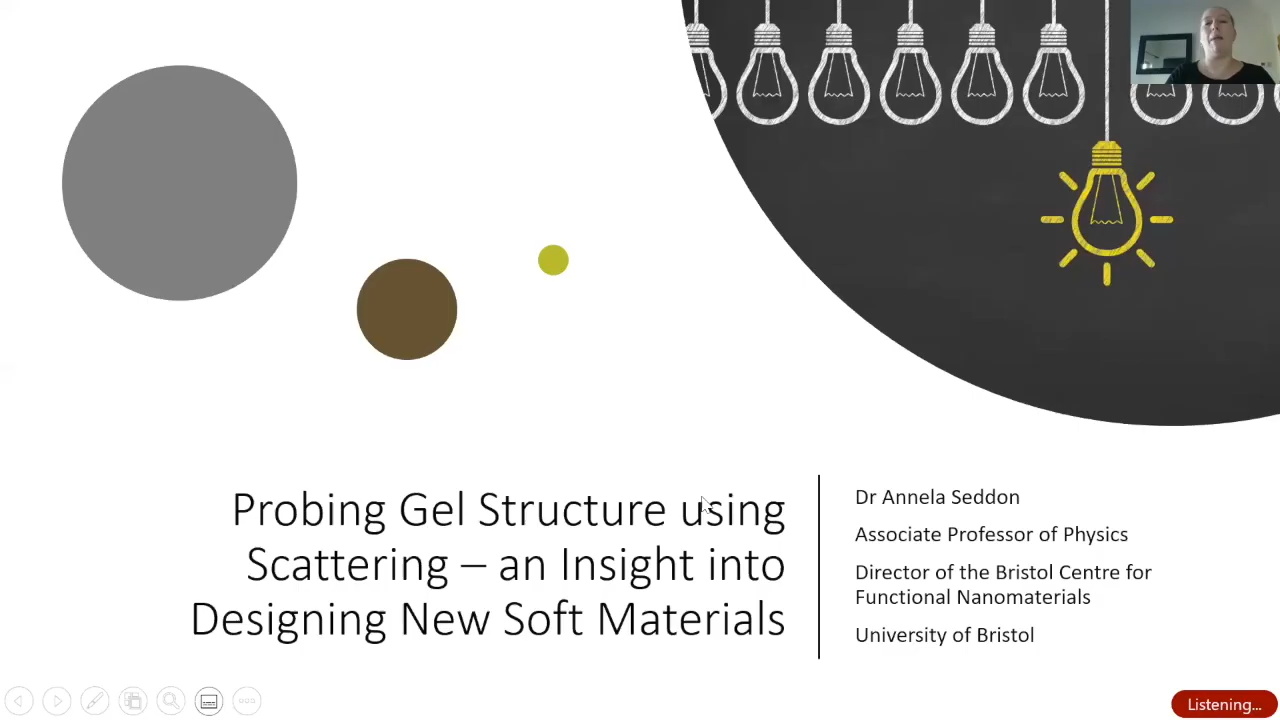 Probing Gel Structure using
Scattering – an Insight into
Designing New Soft Materials
Dr Annela Seddon
Associate Professor of Physics
Director of the Bristol Centre for
Functional Nanomaterials
University of Bristol
Listening...